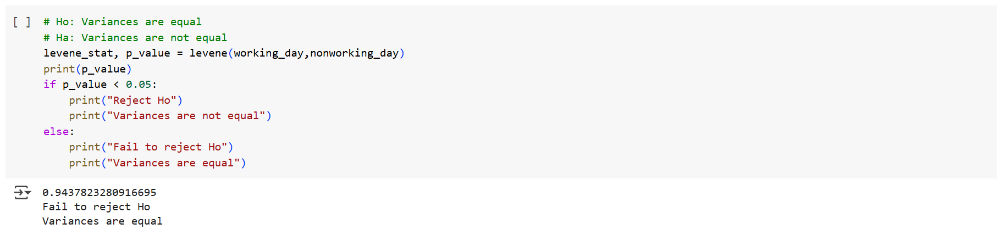 [ ] # Ho: Variances are equal
# Ha: Variances are not equal
levene_stat, p_value = levene(working_day,nonworking_day)
print(p_value)
if p_value < 0.05:
    print("Reject Ho")
    print("Variances are not equal")
else:
    print("Fail to reject Ho")
    print("Variances are equal")
0.9437823280916695
Fail to reject Ho
Variances are equal